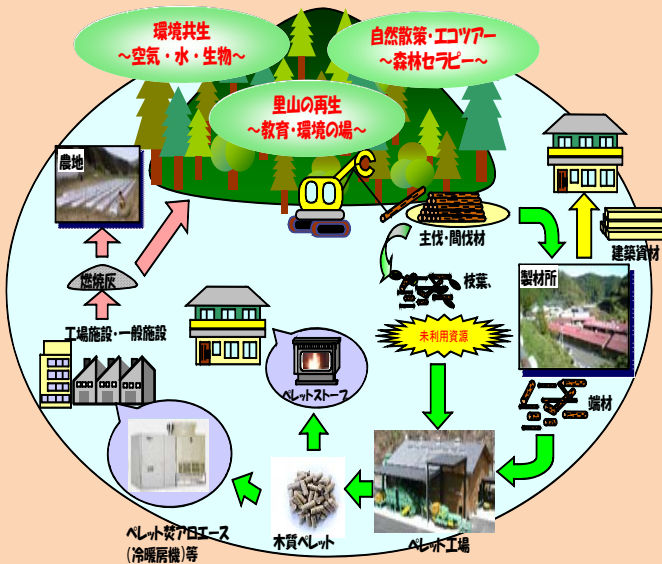 環境共生
~空気・水・生物~
自然散策・エコツアー
~森林セラピー~
里山の再生
~教育・環境の場~
農地
主伐・間伐材
建築資材
燃焼灰
枝葉、
製材所
工場施設・一般施設
未利用資源
ペレットストーブ
端材
ペレット焚アロエース
(冷暖房機)等
木質ペレット
ペレット工場